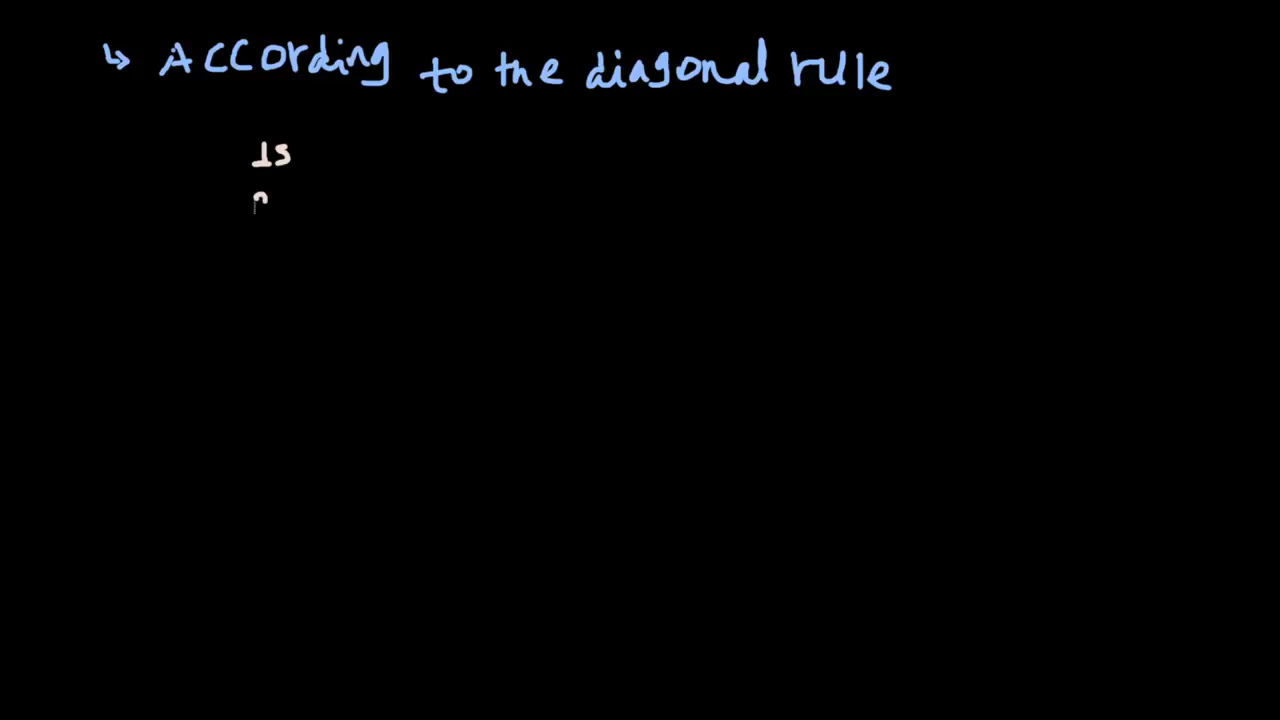 ↳ According to the diagonal rule
1s